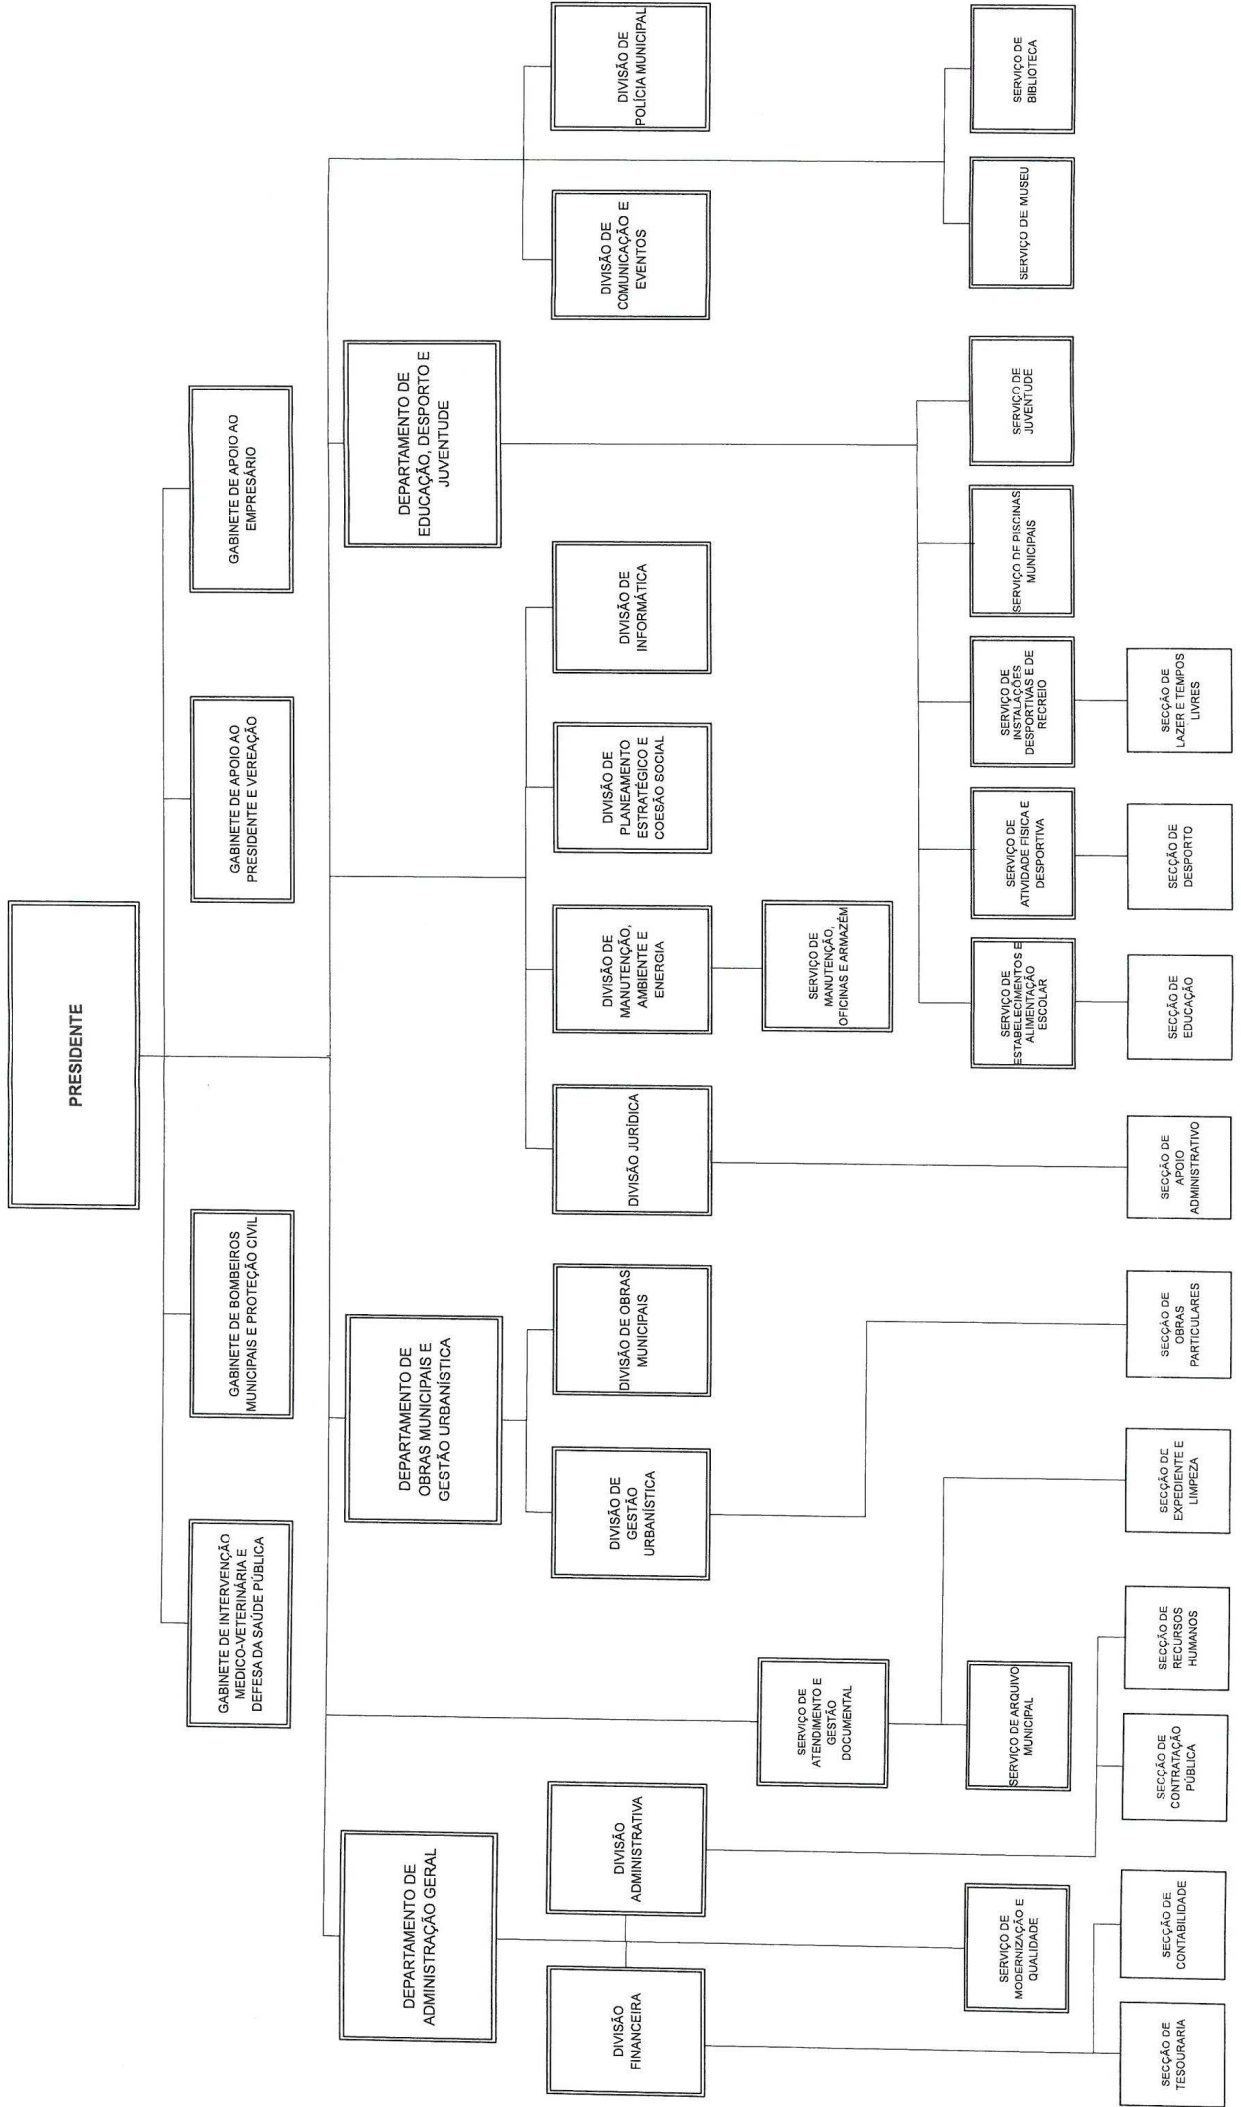 PRESIDENTE
GABINETE DE INTERVENÇÃO
MEDICO-VETERINÁRIA E
DEFESA DA SAÚDE PÚBLICA
GABINETE DE BOMBEIROS
MUNICIPAIS E PROTEÇÃO CIVIL
GABINETE DE APOIO AO
PRESIDENTE E VEREAÇÃO
GABINETE DE APOIO AO
EMPRESÁRIO
DEPARTAMENTO DE
ADMINISTRAÇÃO GERAL
DEPARTAMENTO DE
OBRAS MUNICIPAIS E
GESTÃO URBANÍSTICA
DEPARTAMENTO DE
EDUCAÇÃO, DESPORTO E
JUVENTUDE
DIVISÃO
FINANCEIRA
DIVISÃO
ADMINISTRATIVA
DIVISÃO DE
GESTÃO
URBANÍSTICA
DIVISÃO DE OBRAS
MUNICIPAIS
DIVISÃO JURÍDICA
DIVISÃO DE
MANUTENÇÃO,
AMBIENTE E
ENERGIA
DIVISÃO DE
PLANEAMENTO
ESTRATÉGICO E
COESÃO SOCIAL
DIVISÃO DE
INFORMÁTICA
DIVISÃO DE
COMUNICAÇÃO E
EVENTOS
DIVISÃO DE
POLÍCIA MUNICIPAL
SERVIÇO DE
ATENDIMENTO E
GESTÃO
DOCUMENTAL
SERVIÇO DE
MANUTENÇÃO,
OFICINAS E ARMAZÉM
SERVIÇO DE
MODERNIZAÇÃO E
QUALIDADE
SERVIÇO DE ARQUIVO
MUNICIPAL
SERVIÇO DE
ESTABELECIMENTOS E
ALIMENTAÇÃO
ESCOLAR
SERVIÇO DE
ATIVIDADE FÍSICA E
DESPORTIVA
SERVIÇO DE
INSTALAÇÕES
DESPORTIVAS E DE
RECREIO
SERVIÇO DE PISCINAS
MUNICIPAIS
SERVIÇO DE
JUVENTUDE
SERVIÇO DE MUSEU
SERVIÇO DE
BIBLIOTECA
SECÇÃO DE
TESOURARIA
SECÇÃO DE
CONTABILIDADE
SECÇÃO DE
CONTRATAÇÃO
PÚBLICA
SECÇÃO DE
RECURSOS
HUMANOS
SECÇÃO DE
EXPEDIENTE E
LIMPEZA
SECÇÃO DE
OBRAS
PARTICULARES
SECÇÃO DE
APOIO
ADMINISTRATIVO
SECÇÃO DE
EDUCAÇÃO
SECÇÃO DE
DESPORTO
SECÇÃO DE
LAZER E TEMPOS
LIVRES